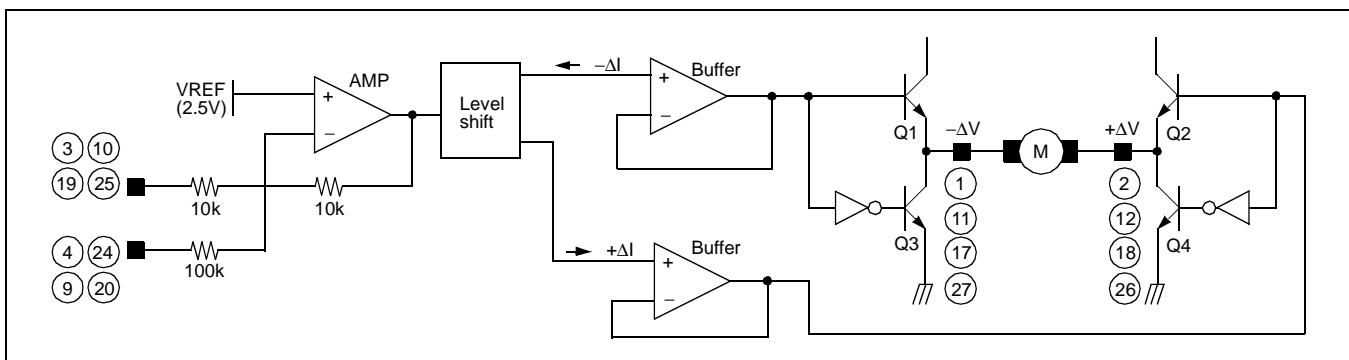 VREF
(2.5V)
AMP
+
−
3 10
19 25
10k
10k
4 24
9 20
100k
Level
shift
−ΔI
Buffer
+
−
+ΔI
Buffer
+
−
Q1
Q3
−ΔV
M
+ΔV
Q2
Q4
1
11
17
27
2
12
18
26